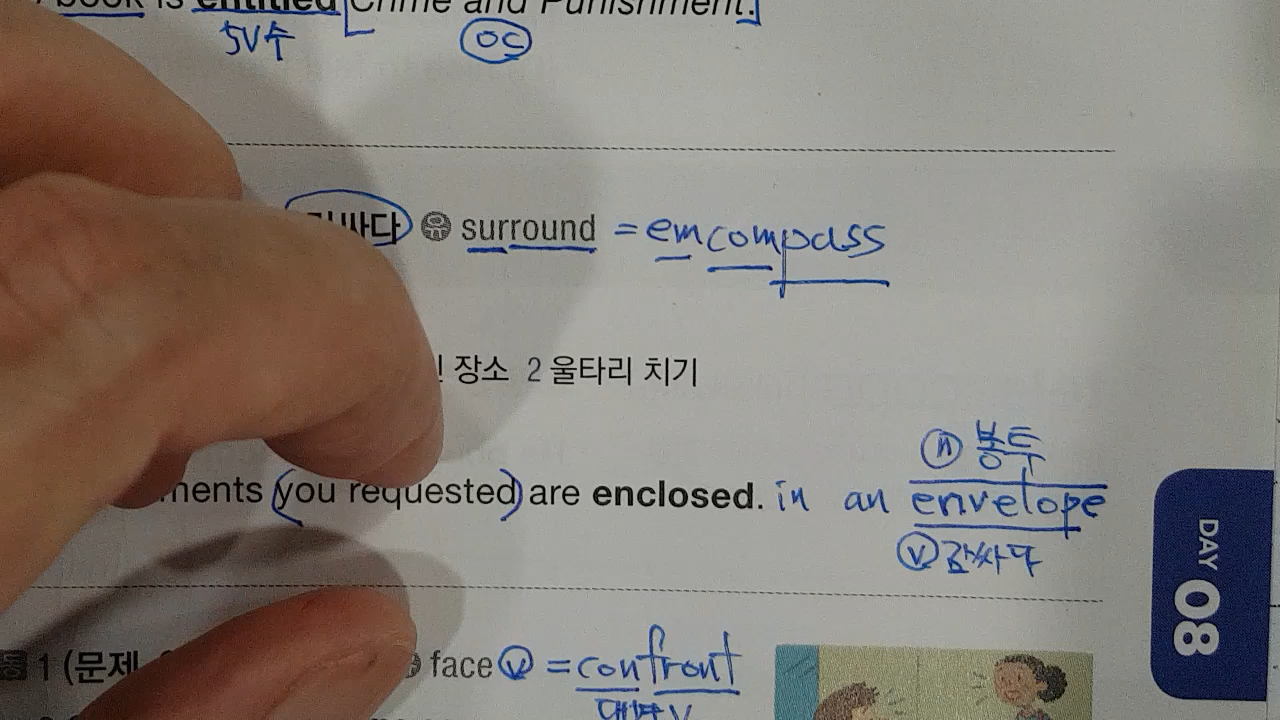 book is entitled [Crime and Punishment.]
5V수 OC
감싸다 유 surround = emcompass
장소 2 울타리 치기
n 봉투
(you requested) are enclosed. in an envelope
v 감싸다
DAY 08
1 (문제 face v = confront